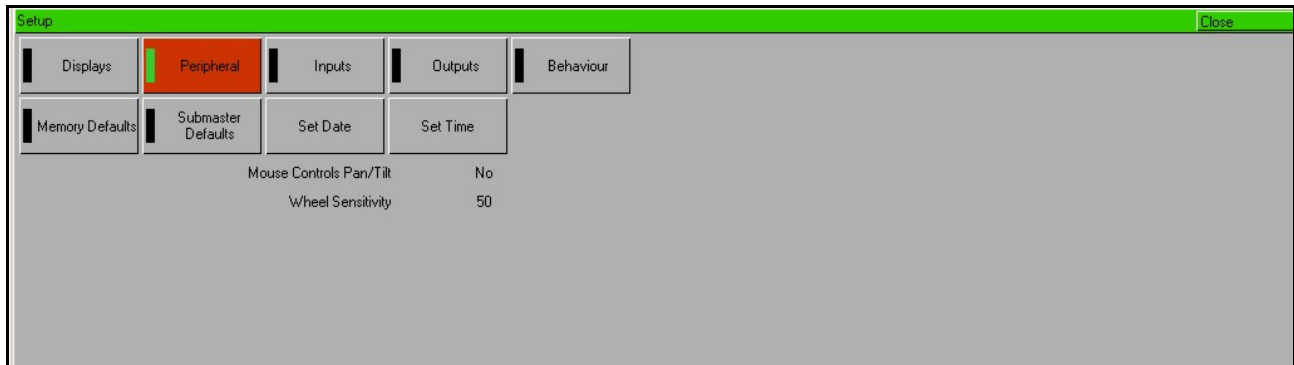 Setup Close
Displays Peripheral Inputs Outputs Behaviour
Memory Defaults Submaster Defaults Set Date Set Time
Mouse Controls Pan/Tilt No
Wheel Sensitivity 50